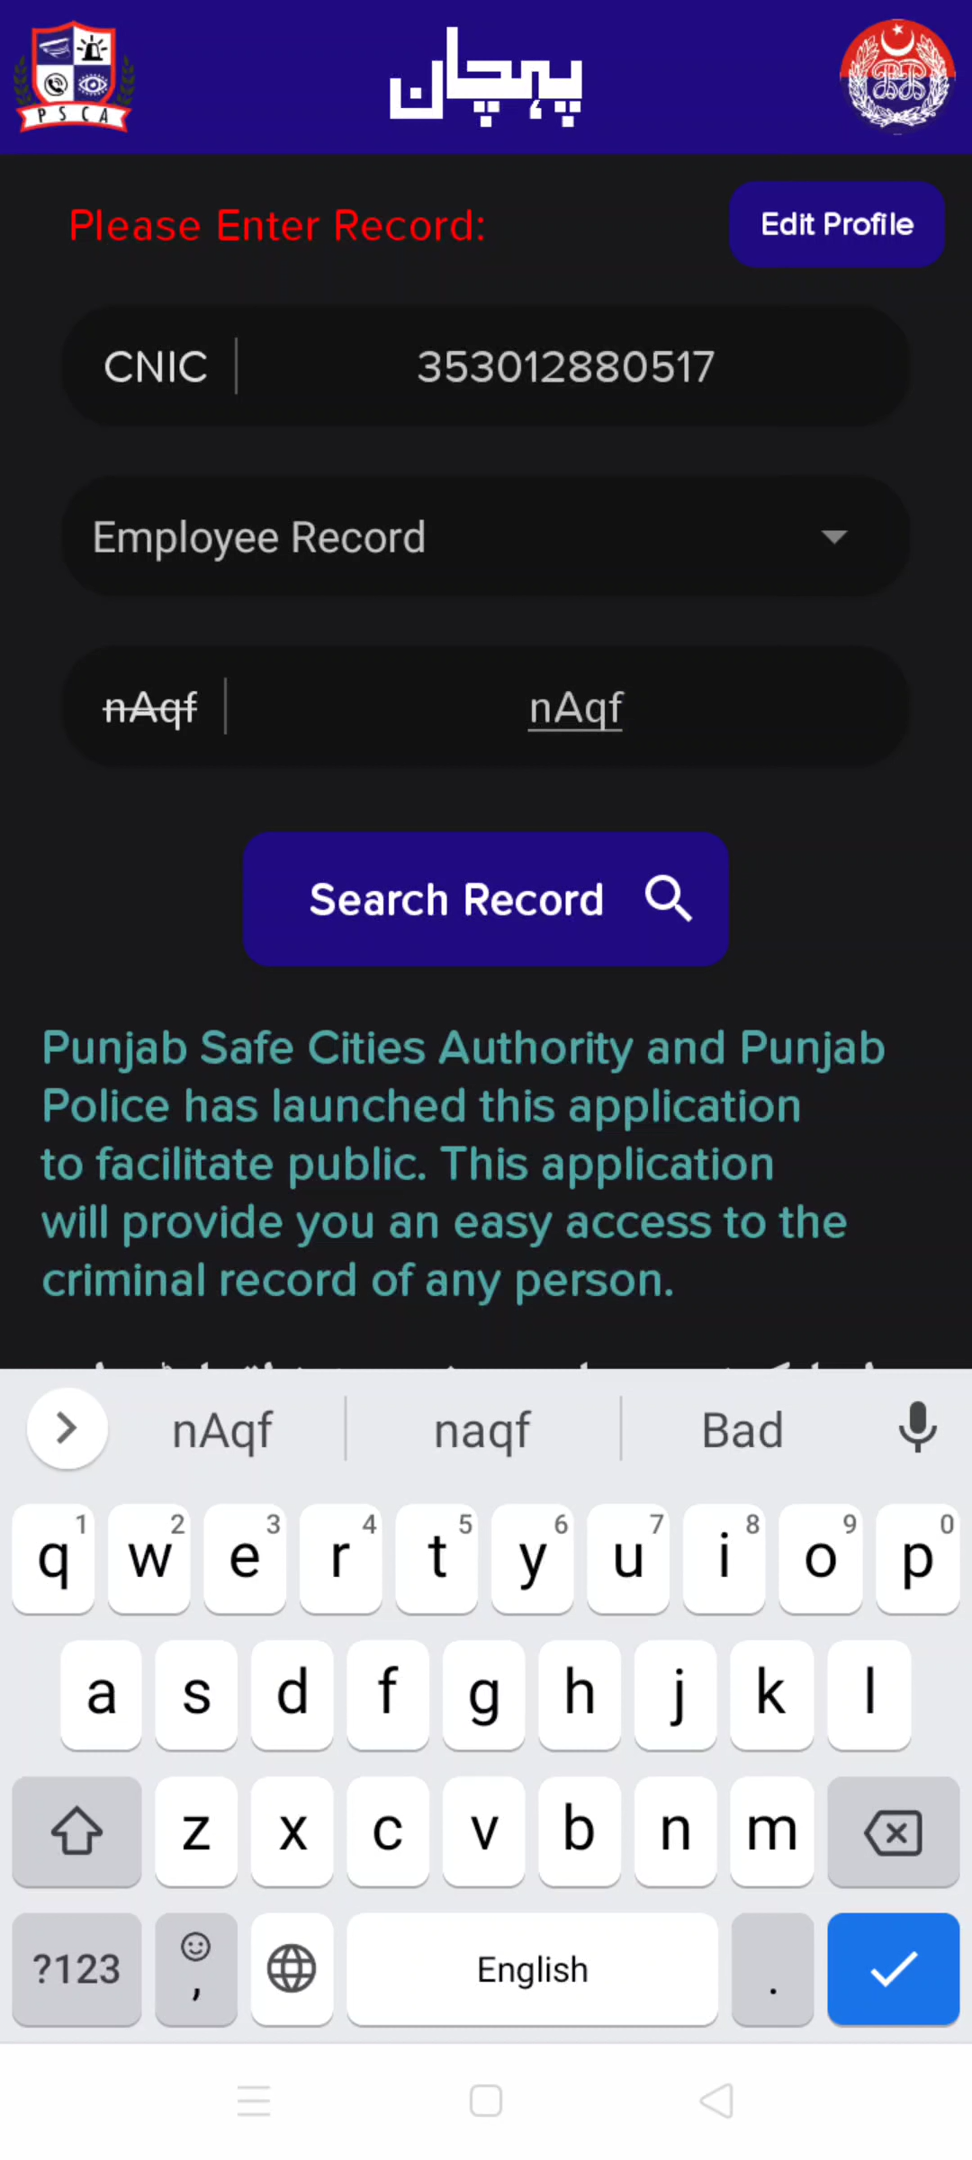 PSCA
پہچان
Please Enter Record:
Edit Profile
CNIC
353012880517
Employee Record
nAqf
nAqf
Search Record
Punjab Safe Cities Authority and Punjab
Police has launched this application
to facilitate public. This application
will provide you an easy access to the
criminal record of any person.
nAqf naqf Bad
q 1 w 2 e 3 r 4 t 5 y 6 u 7 i 8 o 9 p 0
a s d f g h j k l
z x c v b n m
?123 , English .